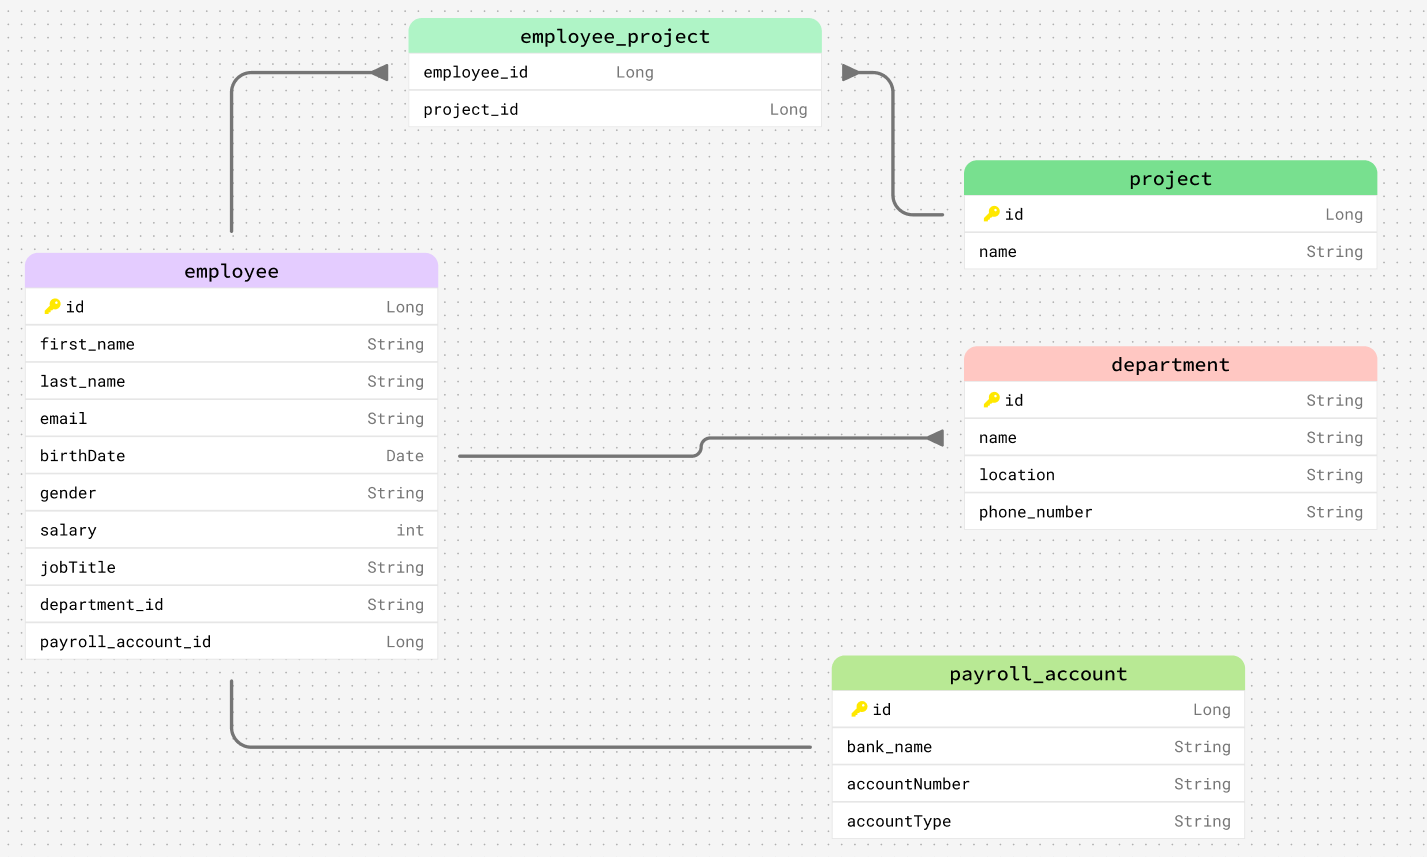 employee_project
employee_id Long
project_id Long
project
id Long
name String
employee
id Long
first_name String
last_name String
email String
birthDate Date
gender String
salary int
jobTitle String
department_id String
payroll_account_id Long
department
id String
name String
location String
phone_number String
payroll_account
id Long
bank_name String
accountNumber String
accountType String